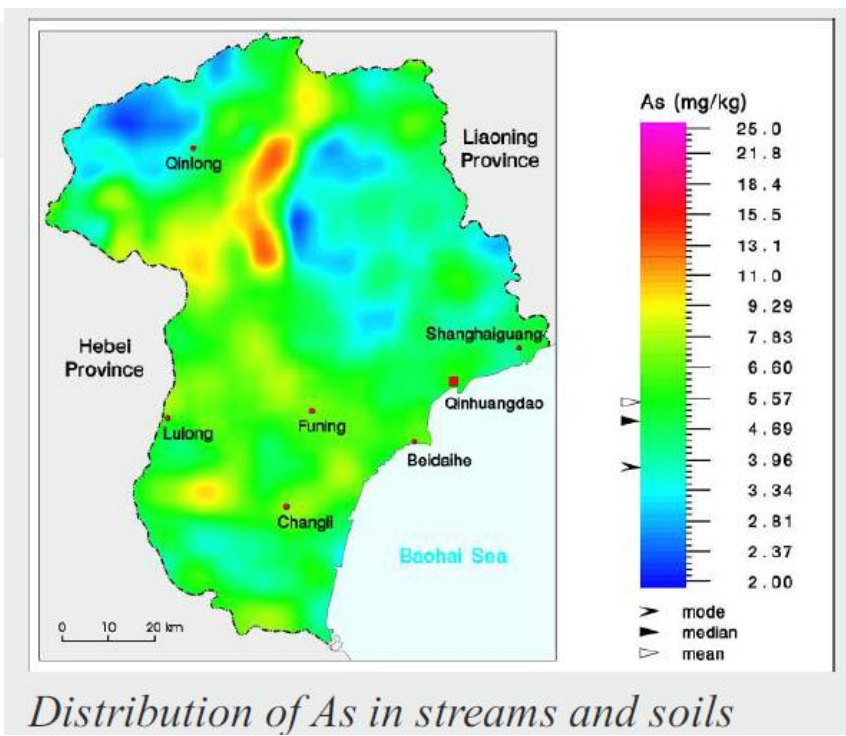 As (mg/kg)
25.0
21.8
18.4
15.5
13.1
11.0
9.29
7.83
6.60
5.57
4.69
3.96
3.34
2.81
2.37
2.00
mode
median
mean
Liaoning
Province
Qinlong
Hebei
Province
Shanghaiguang
Qinhuangdao
Lulong
Funing
Beidaihe
Changli
Baohai Sea
0 10 20 km
Distribution of As in streams and soils